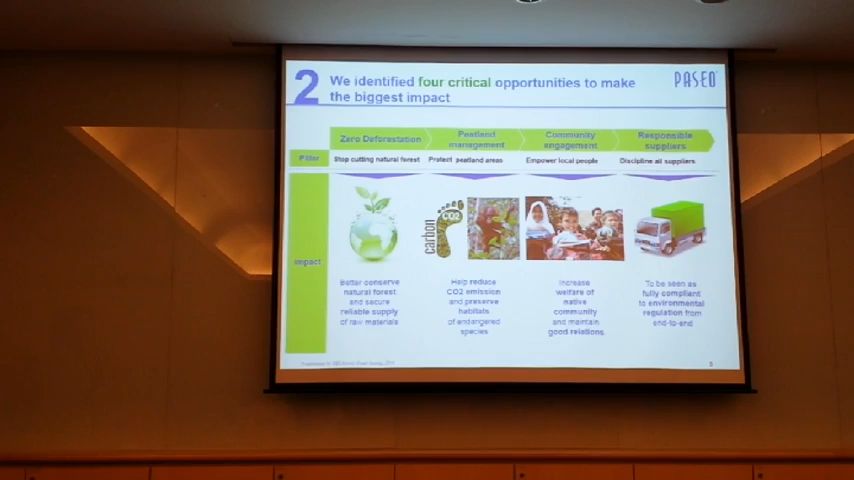 2 We identified four critical opportunities to make
the biggest impact
PASEO
Zero Deforestation
Peatland
management
Community
engagement
Responsible
suppliers
Pillar
Stop cutting natural forest
Protect peatland areas
Empower local people
Discipline all suppliers
Impact
carbon
CO2
Better conserve
natural forest
and secure
reliable supply
of raw materials
Help reduce
CO2 emission
and preserve
habitats
of endangered
species
Increase
welfare of
native
community
and maintain
good relations.
To be seen as
fully compliant
to environmental
regulation from
end-to-end